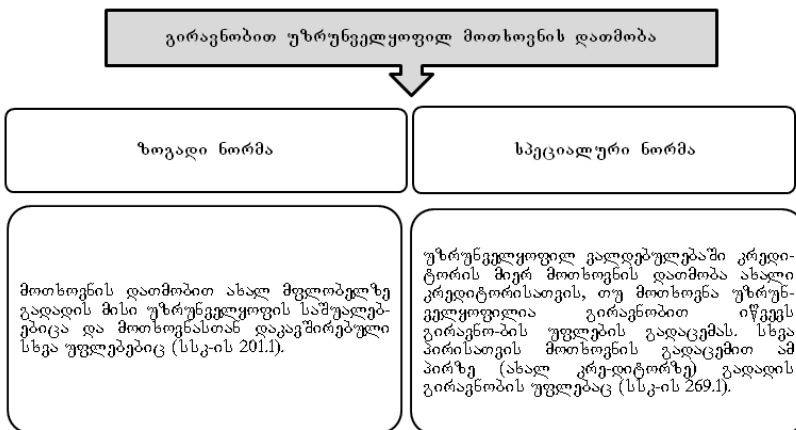 გირავნობით უზრუნველყოფილ მოთხოვნის დათმობა
ზოგადი ნორმა
სპეციალური ნორმა
მოთხოვნის დათმობით ახალ მფლობელზე
გადადის მისი უზრუნველყოფის საშუალებ-
ებიცა და მოთხოვნასთან დაკავშირებული
სხვა უფლებებიც (სსკ-ის 201.1).
უზრუნველყოფილ ვალდებულებაში კრედი-
ტორის მიერ მოთხოვნის დათმობა ახალი
კრედიტორისათვის, თუ მოთხოვნა უზრუნ-
ველყოფილია გირავნობით იწვევს
გირავნო-ბის უფლების გადაცემას. სხვა
პირისათვის მოთხოვნის გადაცემით ამ
პირზე (ახალ კრე-დიტორზე) გადადის
გირავნობის უფლებაც (სსკ-ის 269.1).